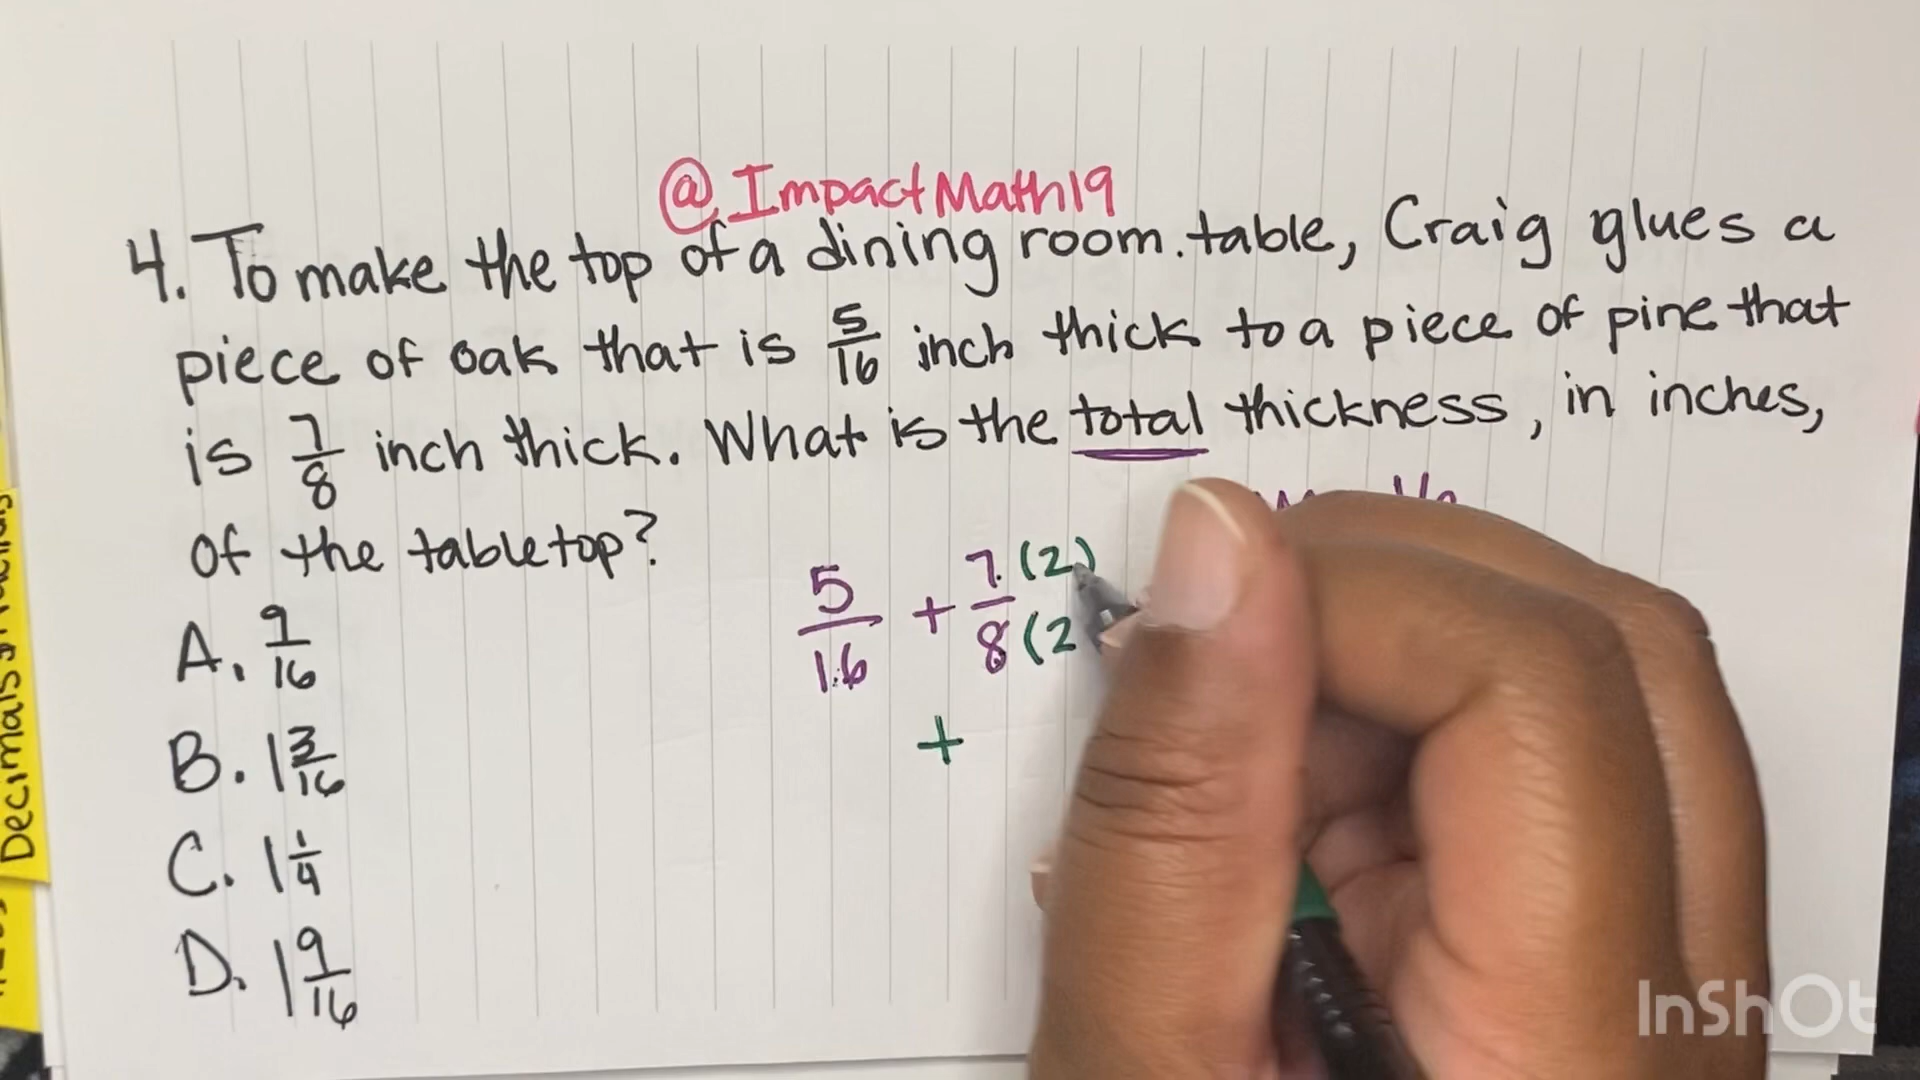 @ImpactMath19
4. To make the top of a dining room table, Craig glues a
piece of oak that is 5/16 inch thick to a piece of pine that
is 7/8 inch thick. What is the total thickness, in inches,
of the tabletop?
5/16 + 7(2)/8(2
+
A. 9/16
B. 1 3/16
C. 1 1/4
D. 1 9/16
Decimals
InShOt